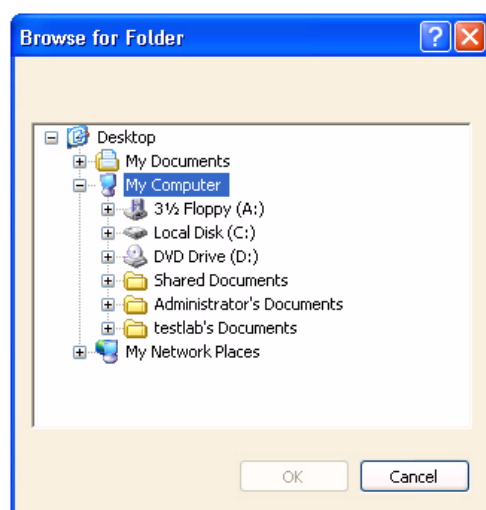 Browse for Folder
Desktop
My Documents
My Computer
3½ Floppy (A:)
Local Disk (C:)
DVD Drive (D:)
Shared Documents
Administrator's Documents
testlab's Documents
My Network Places
OK
Cancel